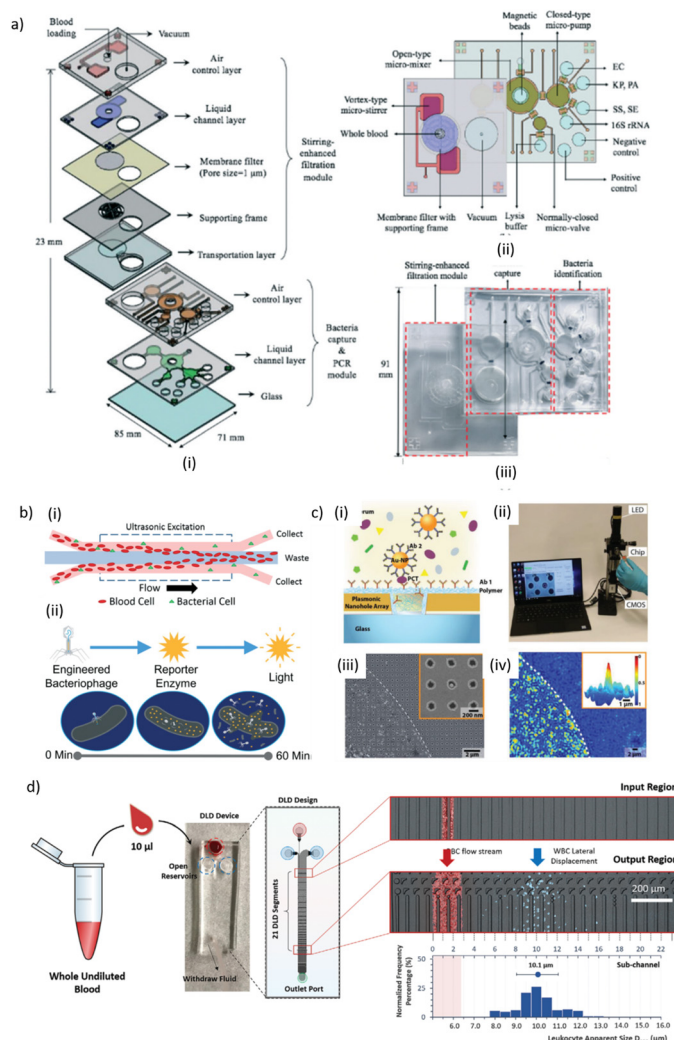 a)
Blood
loading
Vacuum
Air
control layer
Liquid
channel layer
Membrane filter
(Pore size=1 μm)
Supporting
frame
Transportation layer
Stirring-
enhanced
filtration
module
23 mm
Air
control layer
Liquid
channel layer
Glass
Bacteria
capture
&
PCR
module
85 mm
71 mm
(i)
Magnetic
beads
Closed-type
micro-pump
Open-type
micro-mixer
Vortex-type
micro-stirrer
Whole blood
EC
KP, PA
SS, SE
16S rRNA
Negative
control
Positive
control
Membrane filter with
supporting frame
Vacuum
Lysis
buffer
Normally-closed
micro-valve
(ii)
Stirring-enhanced
filtration module
capture
Bacteria
identification
91
mm
(iii)
b)
(i)
Ultrasonic Excitation
Collect
Waste
Collect
Flow
Blood Cell
Bacterial Cell
(ii)
Engineered
Bacteriophage
Reporter
Enzyme
Light
0 Min
60 Min
c)
(i)
rum
Ab 2
Au-NP
PCT
Ab 1
Polymer
Plasmonic
Nanohole Array
Glass
(ii)
LED
Chip
CMOS
(iii)
200 nm
2 μm
(iv)
1 μm
2 μm
d)
10 μl
Whole Undiluted
Blood
DLD Device
Open
Reservoirs
Withdraw Fluid
DLD Design
21 DLD Segments
Outlet Port
Input Region
BC flow stream
WBC Lateral
Displacement
Output Region
200 μm
0 2 4 6 8 10 12 14 16 18 20 22
Sub-channel
10.1 μm
Normalized Frequency
Percentage (%)
50
25
0
6.0 8.0 10.0 12.0 14.0 16.0
Leukocyte Apparent Size D (μm)